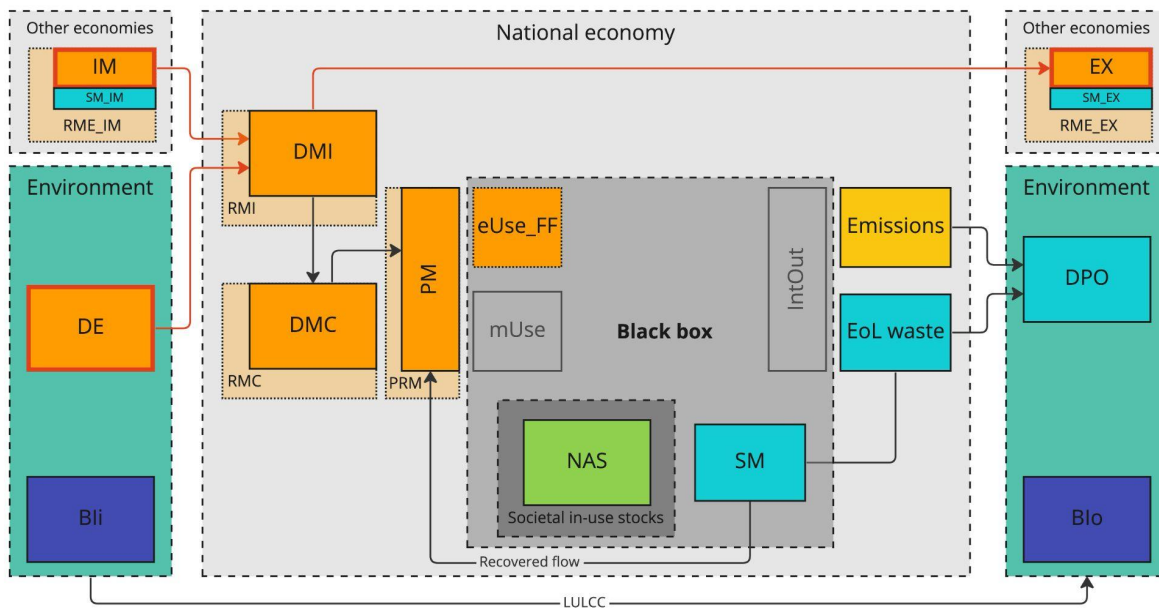 Other economies
IM
SM_IM
RME_IM
Environment
DE
BIi
National economy
DMI
RMI
DMC
RMC
PM
PRM
eUse_FF
mUse
Black box
IntOut
NAS
Societal in-use stocks
SM
Recovered flow
Emissions
EoL waste
Other economies
EX
SM_EX
RME_EX
Environment
DPO
BIo
LULCC